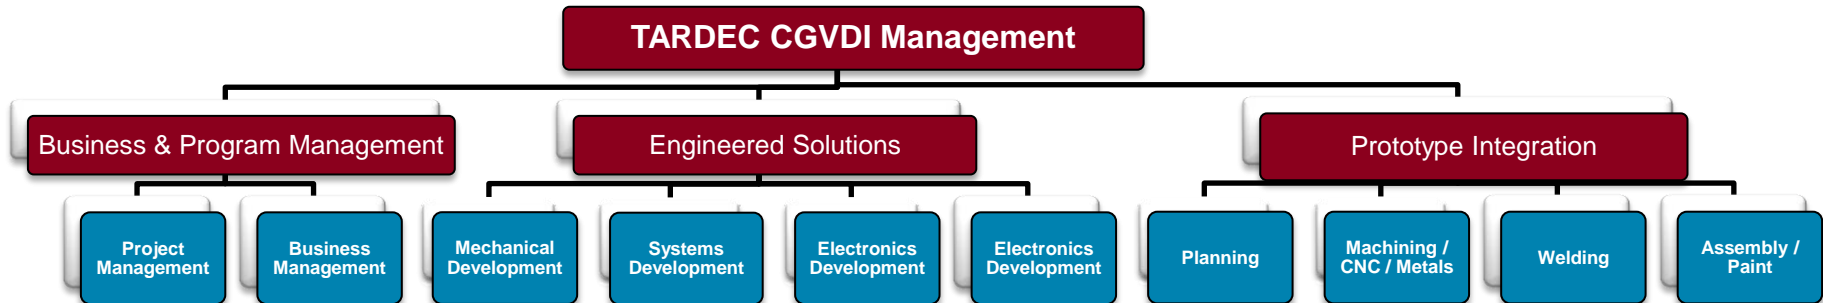 TARDEC CGVDI Management
Business & Program Management
Engineered Solutions
Prototype Integration
Project
Management
Business
Management
Mechanical
Development
Systems
Development
Electronics
Development
Electronics
Development
Planning
Machining /
CNC / Metals
Welding
Assembly /
Paint